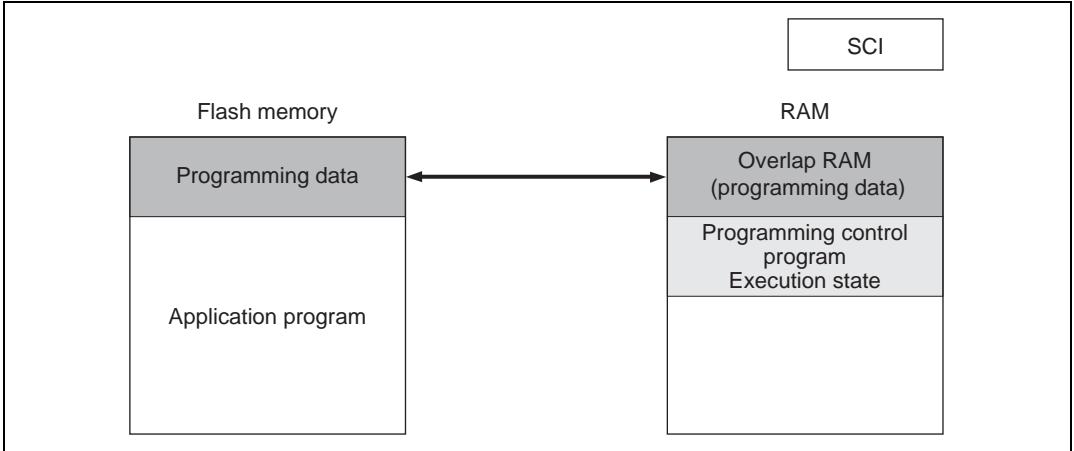 SCI
Flash memory
RAM
Programming data
Overlap RAM
(programming data)
Programming control
program
Execution state
Application program